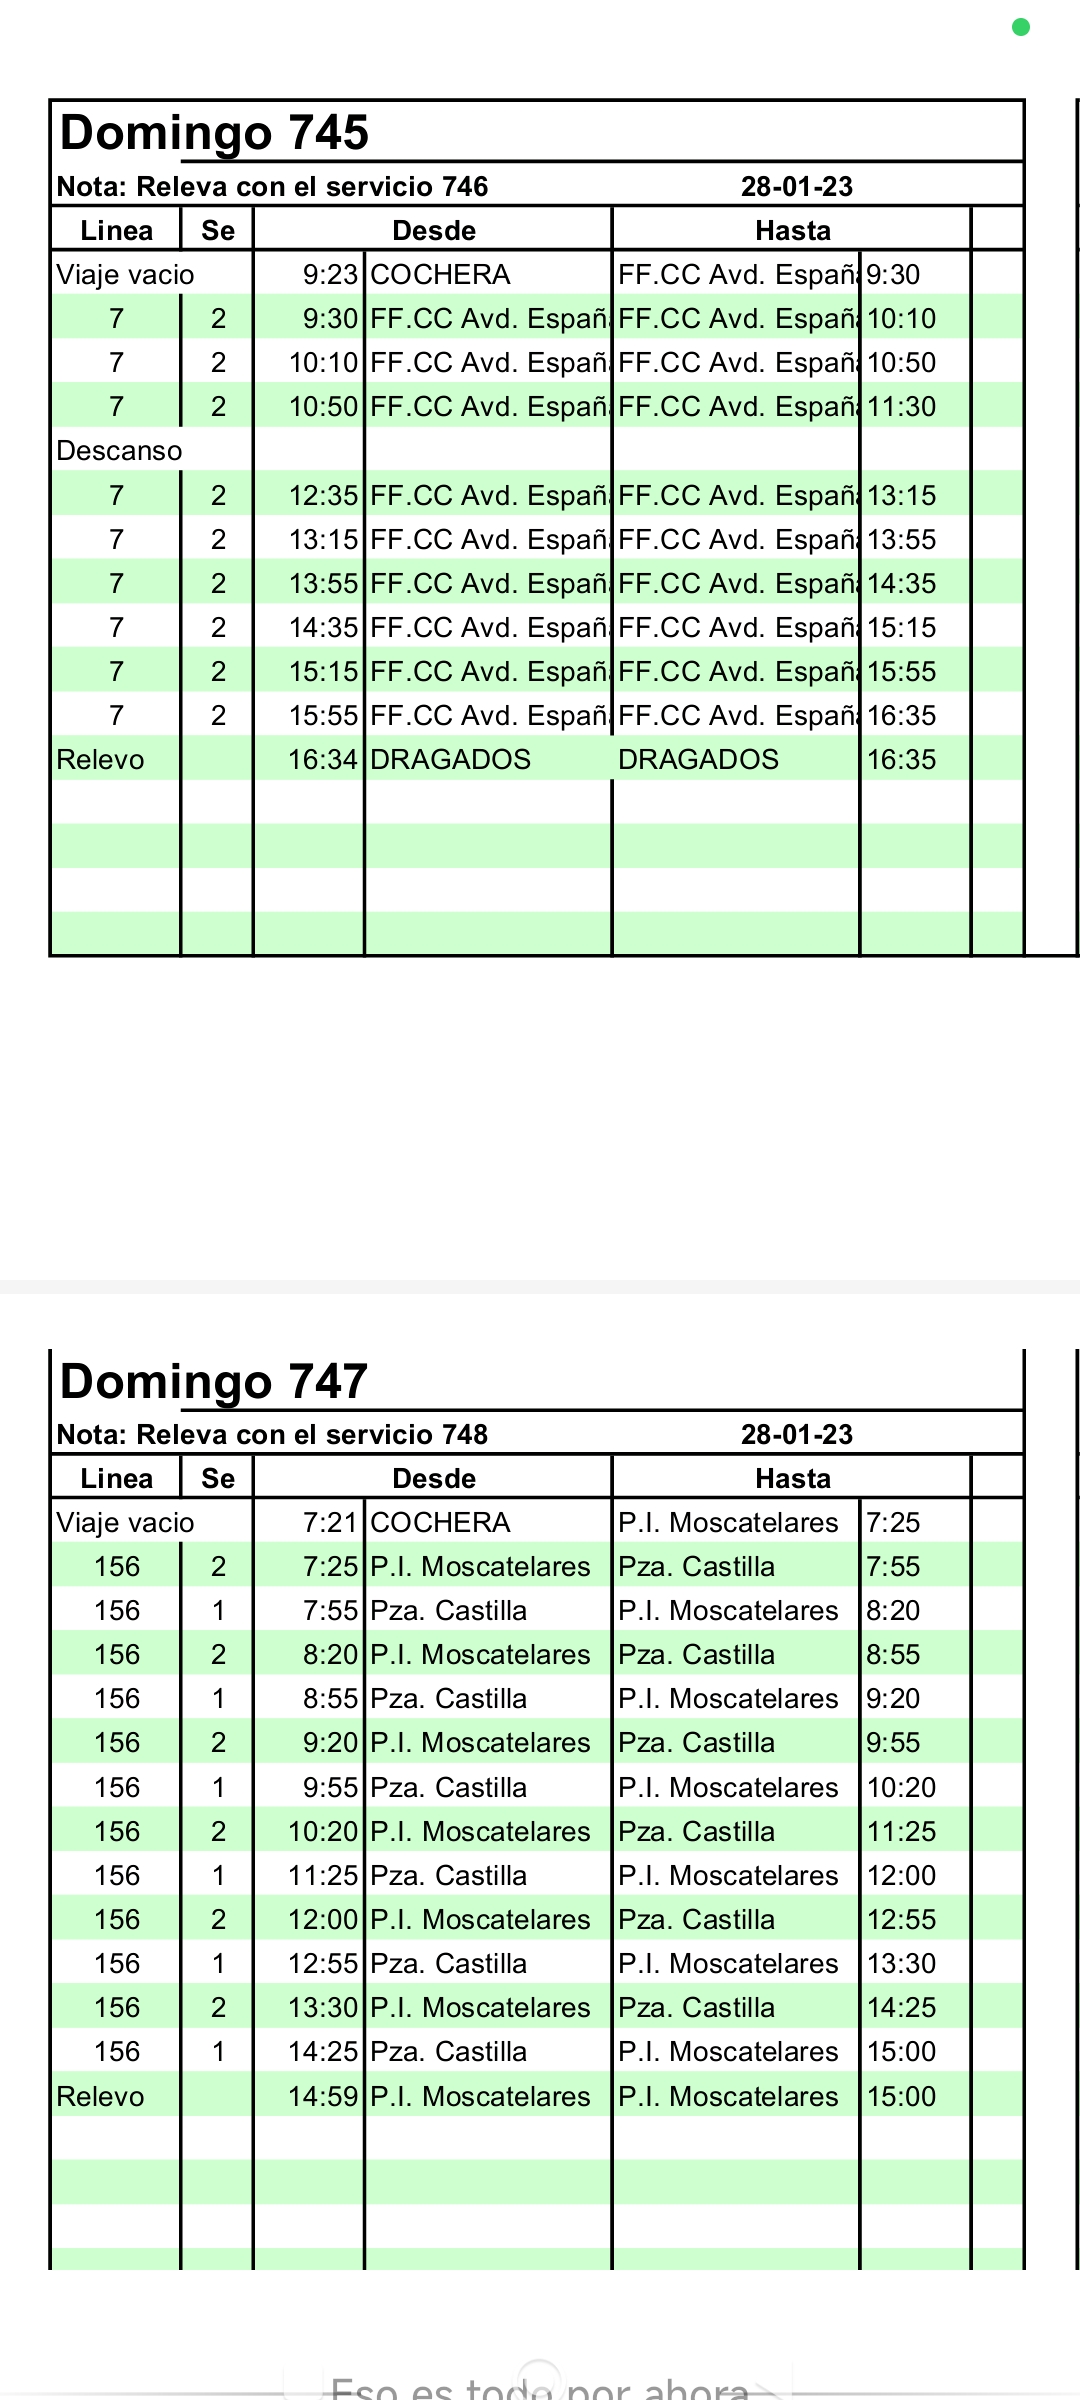 Domingo 745
Nota: Releva con el servicio 746 28-01-23
Linea Se Desde Hasta
Viaje vacio 9:23 COCHERA FF.CC Avd. España 9:30
7 2 9:30 FF.CC Avd. Españ FF.CC Avd. España 10:10
7 2 10:10 FF.CC Avd. Españ FF.CC Avd. España 10:50
7 2 10:50 FF.CC Avd. Españ FF.CC Avd. España 11:30
Descanso
7 2 12:35 FF.CC Avd. Españ FF.CC Avd. España 13:15
7 2 13:15 FF.CC Avd. Españ FF.CC Avd. España 13:55
7 2 13:55 FF.CC Avd. Españ FF.CC Avd. España 14:35
7 2 14:35 FF.CC Avd. Españ FF.CC Avd. España 15:15
7 2 15:15 FF.CC Avd. Españ FF.CC Avd. España 15:55
7 2 15:55 FF.CC Avd. Españ FF.CC Avd. España 16:35
Relevo 16:34 DRAGADOS DRAGADOS 16:35
Domingo 747
Nota: Releva con el servicio 748 28-01-23
Linea Se Desde Hasta
Viaje vacio 7:21 COCHERA P.I. Moscatelares 7:25
156 2 7:25 P.I. Moscatelares Pza. Castilla 7:55
156 1 7:55 Pza. Castilla P.I. Moscatelares 8:20
156 2 8:20 P.I. Moscatelares Pza. Castilla 8:55
156 1 8:55 Pza. Castilla P.I. Moscatelares 9:20
156 2 9:20 P.I. Moscatelares Pza. Castilla 9:55
156 1 9:55 Pza. Castilla P.I. Moscatelares 10:20
156 2 10:20 P.I. Moscatelares Pza. Castilla 11:25
156 1 11:25 Pza. Castilla P.I. Moscatelares 12:00
156 2 12:00 P.I. Moscatelares Pza. Castilla 12:55
156 1 12:55 Pza. Castilla P.I. Moscatelares 13:30
156 2 13:30 P.I. Moscatelares Pza. Castilla 14:25
156 1 14:25 Pza. Castilla P.I. Moscatelares 15:00
Relevo 14:59 P.I. Moscatelares P.I. Moscatelares 15:00
Eso es todo por ahora